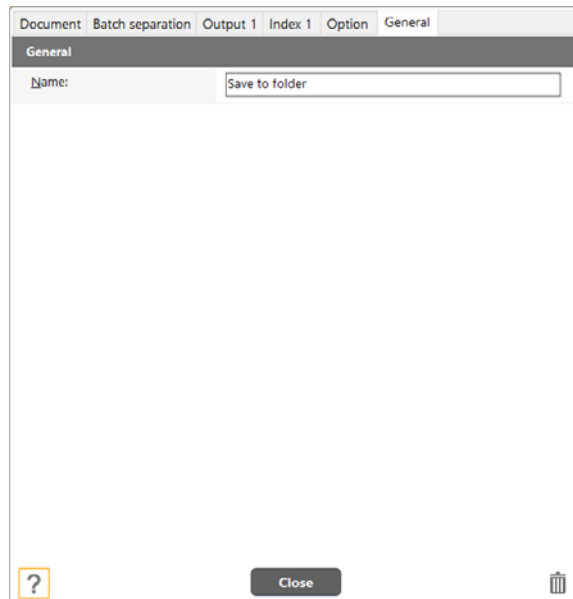 Document Batch separation Output 1 Index 1 Option General
General
Name: Save to folder
? Close